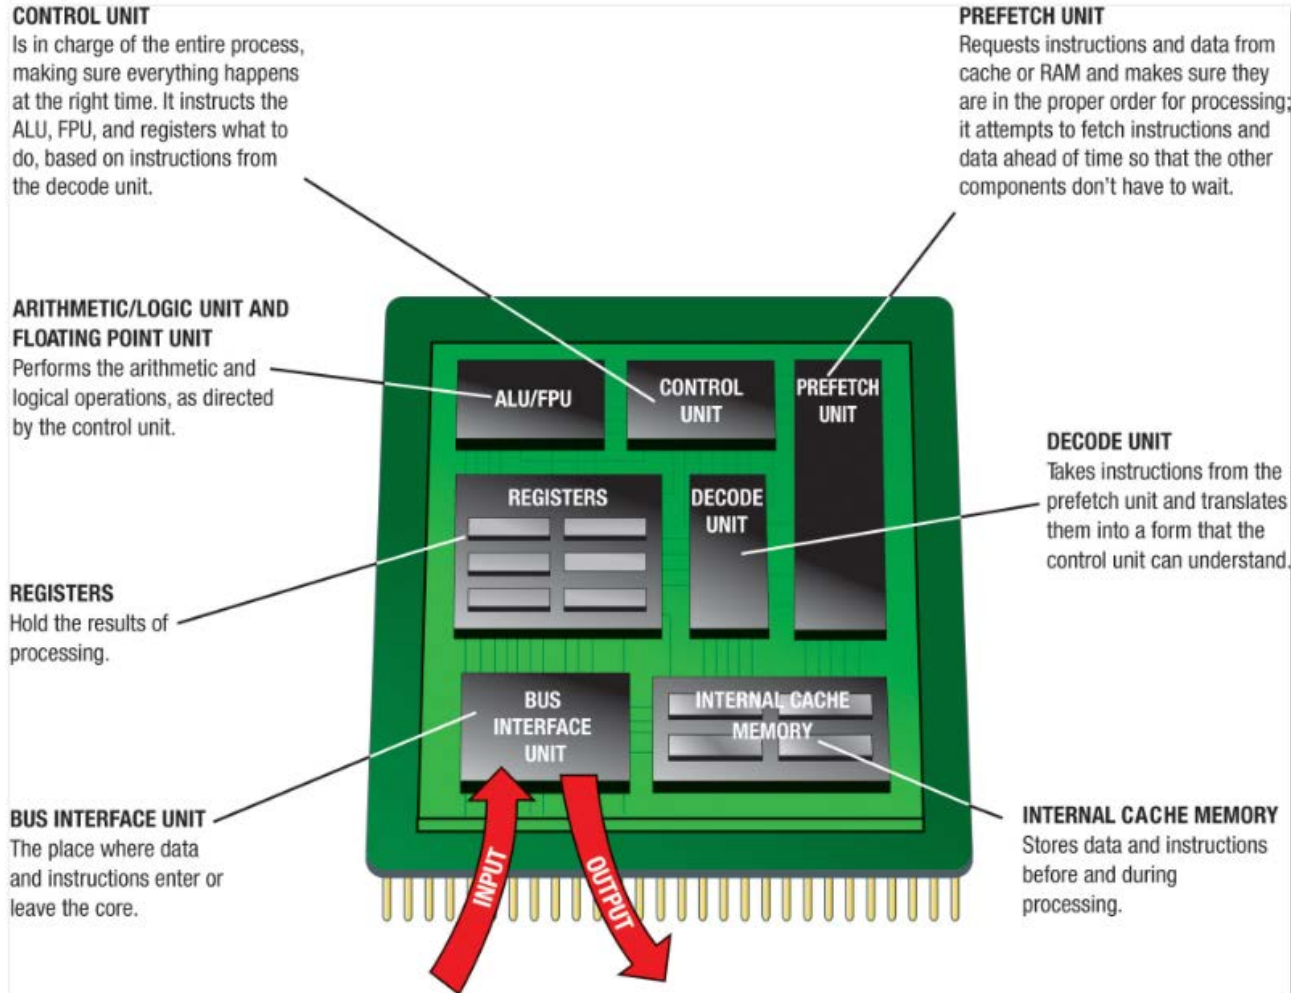 CONTROL UNIT
Is in charge of the entire process,
making sure everything happens
at the right time. It instructs the
ALU, FPU, and registers what to
do, based on instructions from
the decode unit.
PREFETCH UNIT
Requests instructions and data from
cache or RAM and makes sure they
are in the proper order for processing;
it attempts to fetch instructions and
data ahead of time so that the other
components don't have to wait.
ARITHMETIC/LOGIC UNIT AND
FLOATING POINT UNIT
Performs the arithmetic and
logical operations, as directed
by the control unit.
ALU/FPU
CONTROL
UNIT
PREFETCH
UNIT
DECODE UNIT
Takes instructions from the
prefetch unit and translates
them into a form that the
control unit can understand.
REGISTERS
DECODE
UNIT
REGISTERS
Hold the results of
processing.
BUS
INTERFACE
UNIT
INTERNAL CACHE
MEMORY
BUS INTERFACE UNIT
The place where data
and instructions enter or
leave the core.
INPUT
OUTPUT
INTERNAL CACHE MEMORY
Stores data and instructions
before and during
processing.